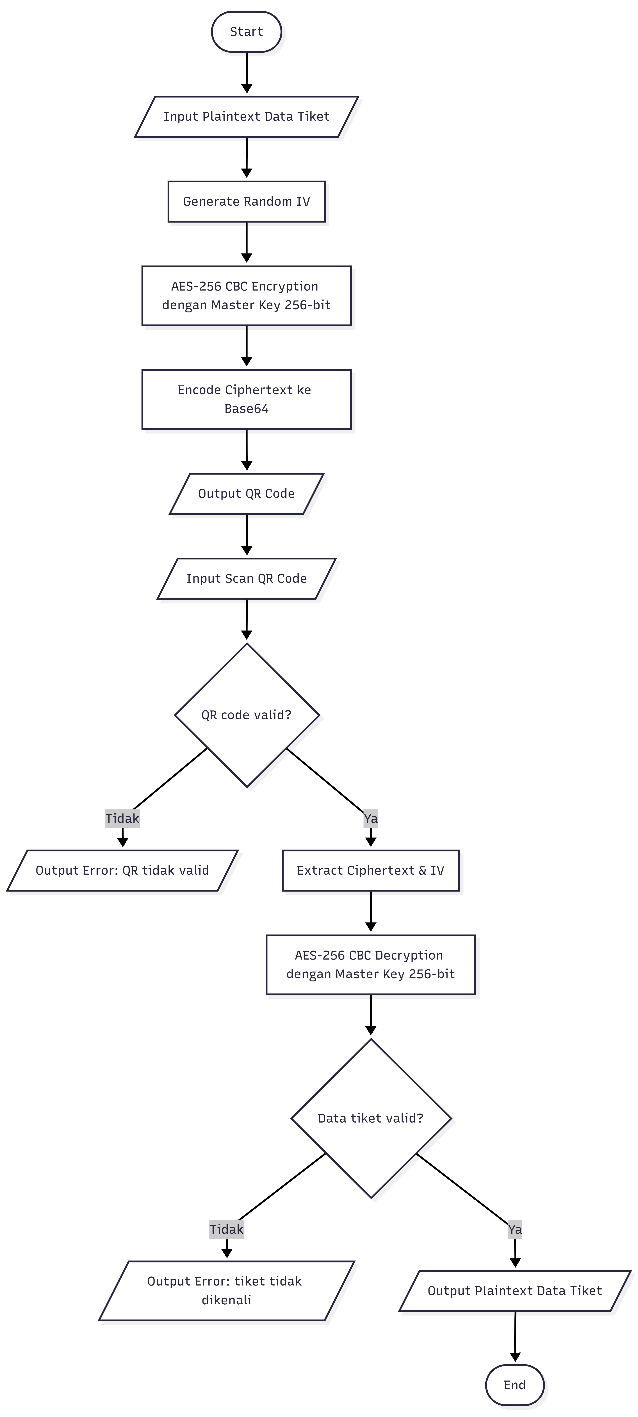 Start
Input Plaintext Data Tiket
Generate Random IV
AES-256 CBC Encryption
dengan Master Key 256-bit
Encode Ciphertext ke
Base64
Output QR Code
Input Scan QR Code
QR code valid?
Tidak
Ya
Output Error: QR tidak valid
Extract Ciphertext & IV
AES-256 CBC Decryption
dengan Master Key 256-bit
Data tiket valid?
Tidak
Ya
Output Error: tiket tidak
dikenali
Output Plaintext Data Tiket
End